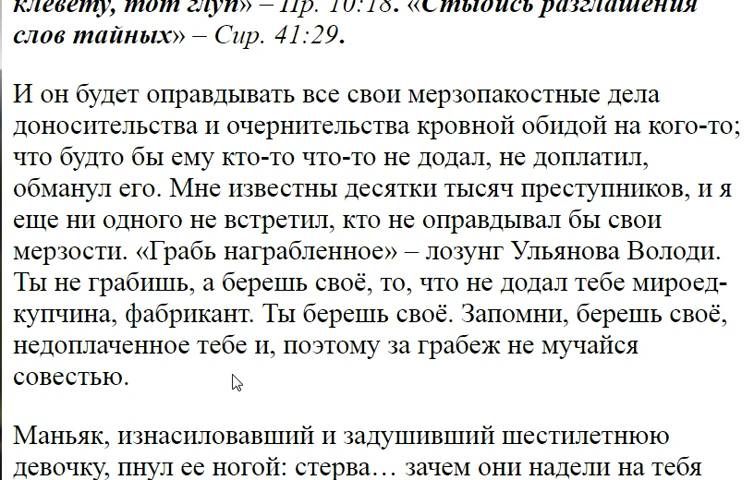 клевету, тот глуп» – Пр. 10:18. «Стыдись разглашения
слов тайных» – Сир. 41:29.
И он будет оправдывать все свои мерзопакостные дела
доносительства и очернительства кровной обидой на кого-то;
что будто бы ему кто-то что-то не додал, не доплатил,
обманул его. Мне известны десятки тысяч преступников, и я
еще ни одного не встретил, кто не оправдывал бы свои
мерзости. «Грабь награбленное» – лозунг Ульянова Володи.
Ты не грабишь, а берешь своё, то, что не додал тебе мироед-
купчина, фабрикант. Ты берешь своё. Запомни, берешь своё,
недоплаченное тебе и, поэтому за грабеж не мучайся
совестью.
Маньяк, изнасиловавший и задушивший шестилетнюю
девочку, пнул ее ногой: стерва… зачем они надели на тебя